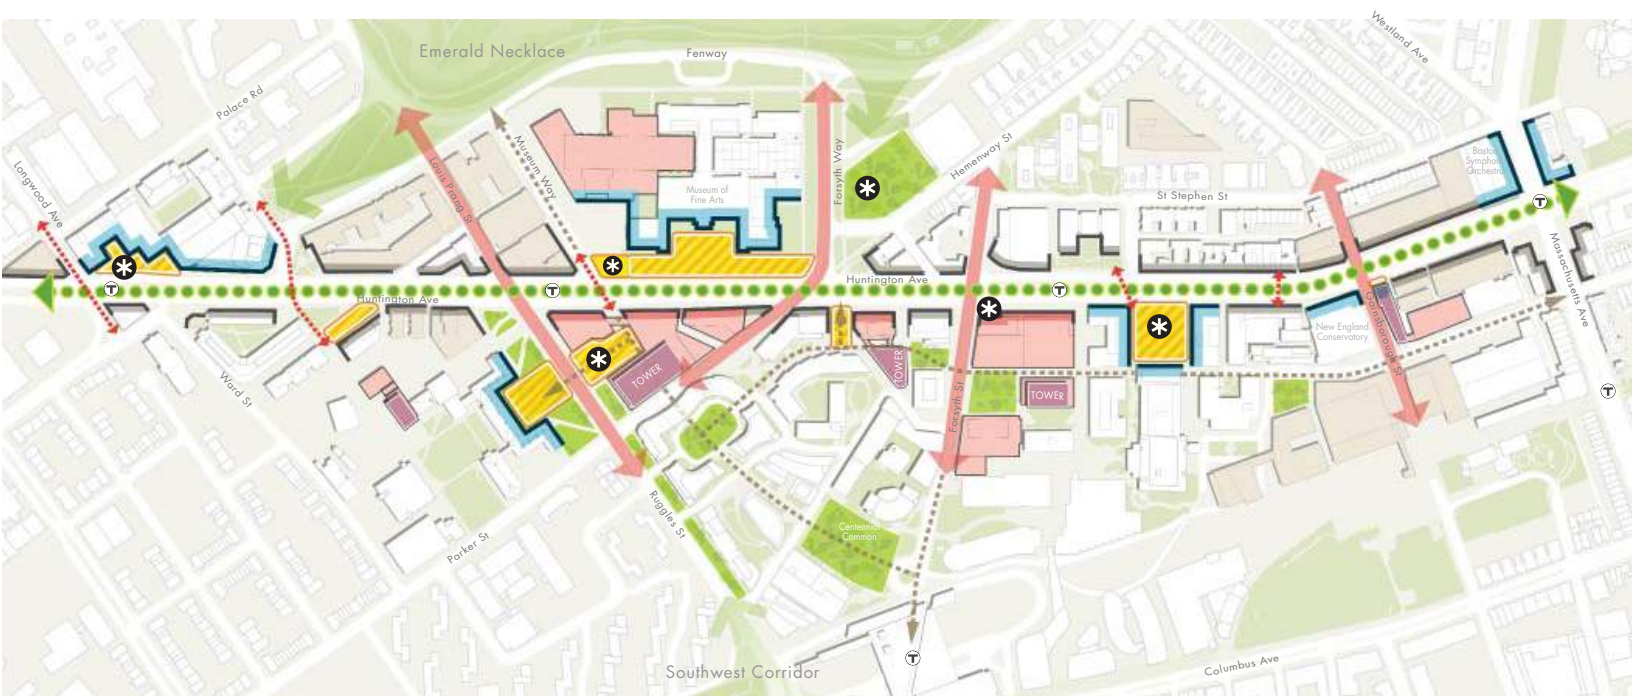 Westland Ave
Emerald Necklace
Fenway
Palace Rd
Longwood Ave
Museum Way
Louis Prang St
Forsyth Way
Hemenway St
Boston
Symphony
Orchestra
Museum of
Fine Arts
St Stephen St
T
Massachusetts Ave
Huntington Ave
T
T
T
Huntington Ave
Gainsborough St
New England
Conservatory
TOWER
TOWER
TOWER
Ward St
Forsyth St
T
Ruggles St
Parker St
Centennial
Common
T
Southwest Corridor
Columbus Ave